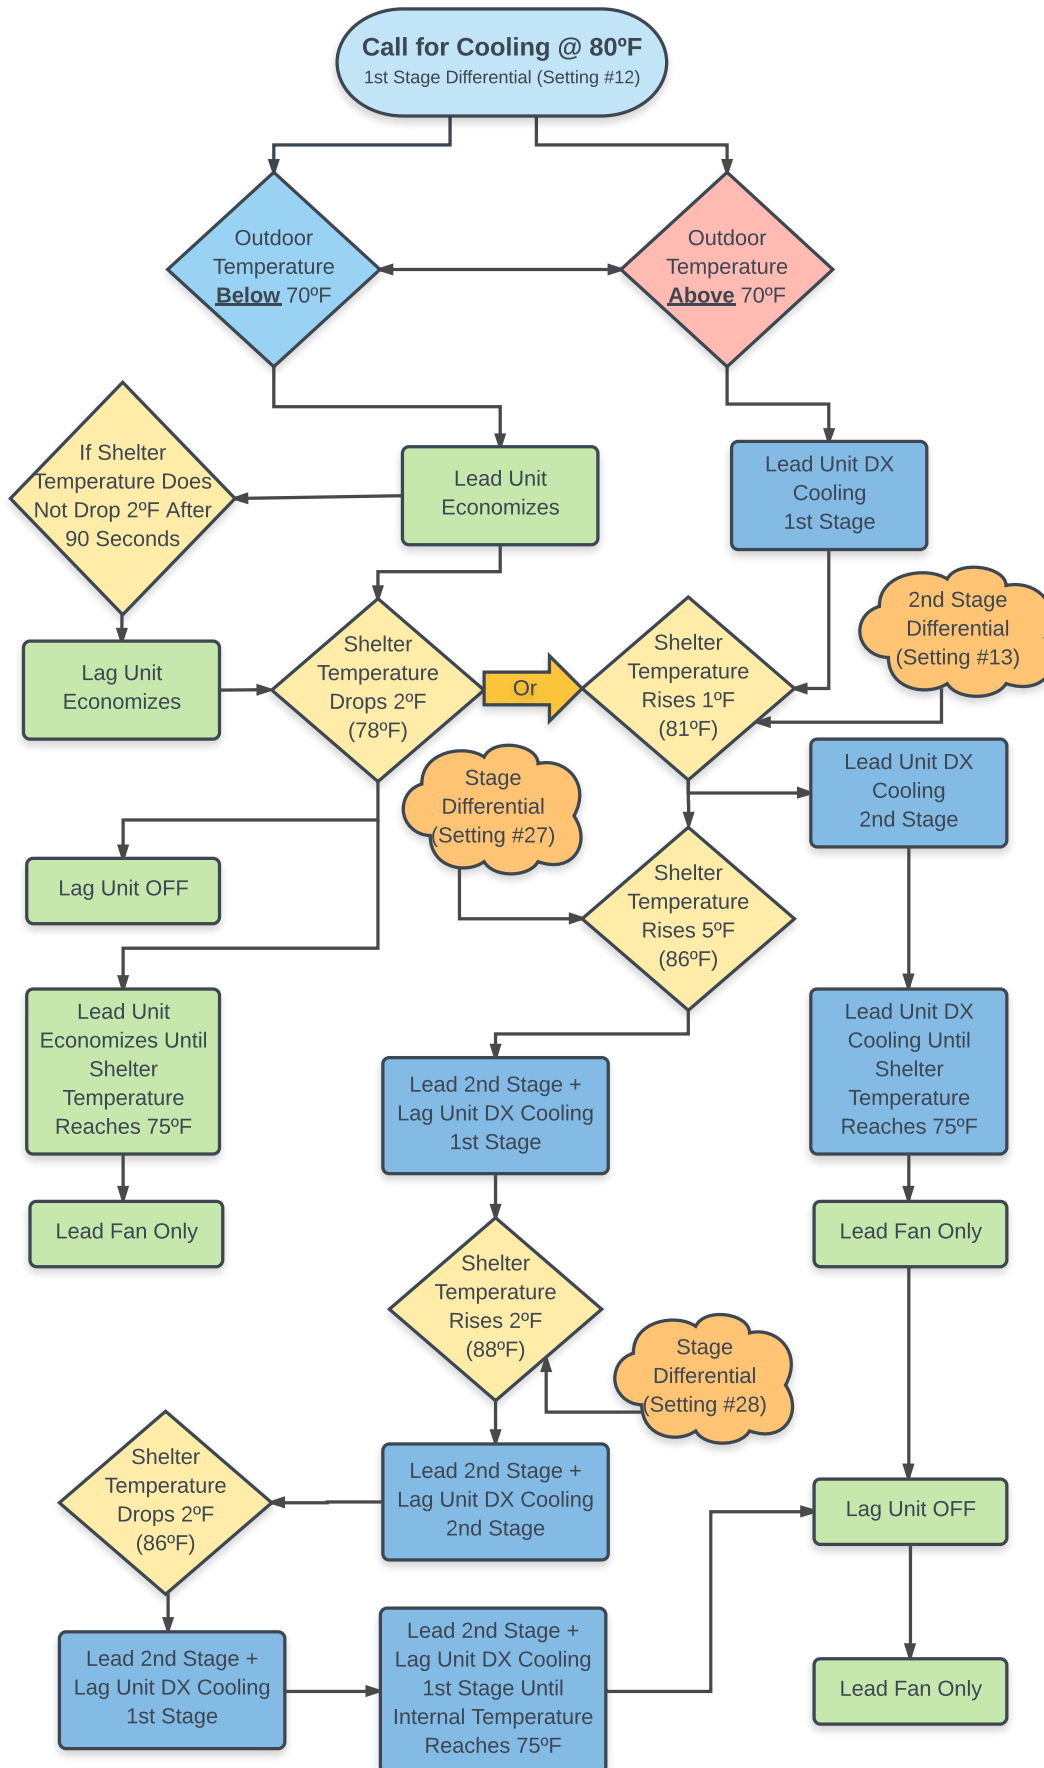 Call for Cooling @ 80ºF
1st Stage Differential (Setting #12)
Outdoor
Temperature
Below 70ºF
Outdoor
Temperature
Above 70ºF
If Shelter
Temperature Does
Not Drop 2ºF After
90 Seconds
Lead Unit
Economizes
Lead Unit DX
Cooling
1st Stage
2nd Stage
Differential
(Setting #13)
Lag Unit
Economizes
Shelter
Temperature
Drops 2ºF
(78ºF)
Or
Shelter
Temperature
Rises 1ºF
(81ºF)
Stage
Differential
(Setting #27)
Lead Unit DX
Cooling
2nd Stage
Lag Unit OFF
Shelter
Temperature
Rises 5ºF
(86ºF)
Lead Unit
Economizes Until
Shelter
Temperature
Reaches 75ºF
Lead 2nd Stage +
Lag Unit DX Cooling
1st Stage
Lead Unit DX
Cooling Until
Shelter
Temperature
Reaches 75ºF
Lead Fan Only
Lead Fan Only
Shelter
Temperature
Rises 2ºF
(88ºF)
Stage
Differential
(Setting #28)
Shelter
Temperature
Drops 2ºF
(86ºF)
Lead 2nd Stage +
Lag Unit DX Cooling
2nd Stage
Lag Unit OFF
Lead 2nd Stage +
Lag Unit DX Cooling
1st Stage
Lead 2nd Stage +
Lag Unit DX Cooling
1st Stage Until
Internal Temperature
Reaches 75ºF
Lead Fan Only